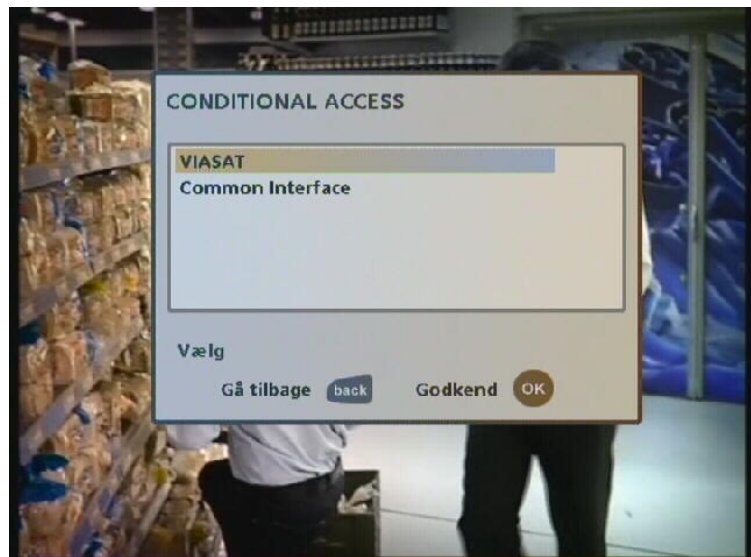 CONDITIONAL ACCESS
VIASAT
Common Interface
Vælg
Gå tilbage back Godkend OK